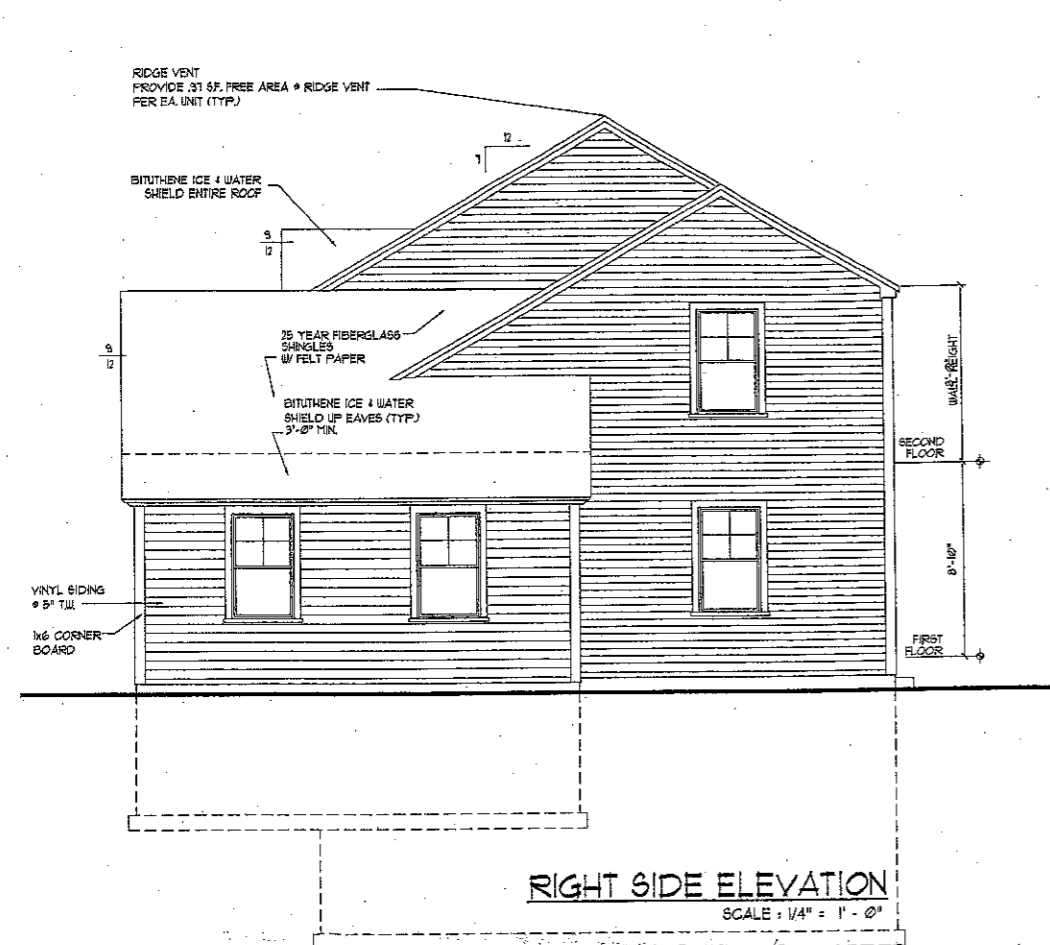 RIDGE VENT
PROVIDE .37 S.F. FREE AREA @ RIDGE VENT
PER EA. UNIT (TYP.)
12
7
BITUTHENE ICE & WATER
SHIELD ENTIRE ROOF
9
12
25 YEAR FIBERGLASS
SHINGLES
W/ FELT PAPER
9
12
BITUTHENE ICE & WATER
SHIELD UP EAVES (TYP.)
3'-0" MIN.
SECOND
FLOOR
8'-10"
VINYL SIDING
@ 5" T.W.
1x6 CORNER
BOARD
FIRST
FLOOR
RIGHT SIDE ELEVATION
SCALE : 1/4" = 1' - 0"